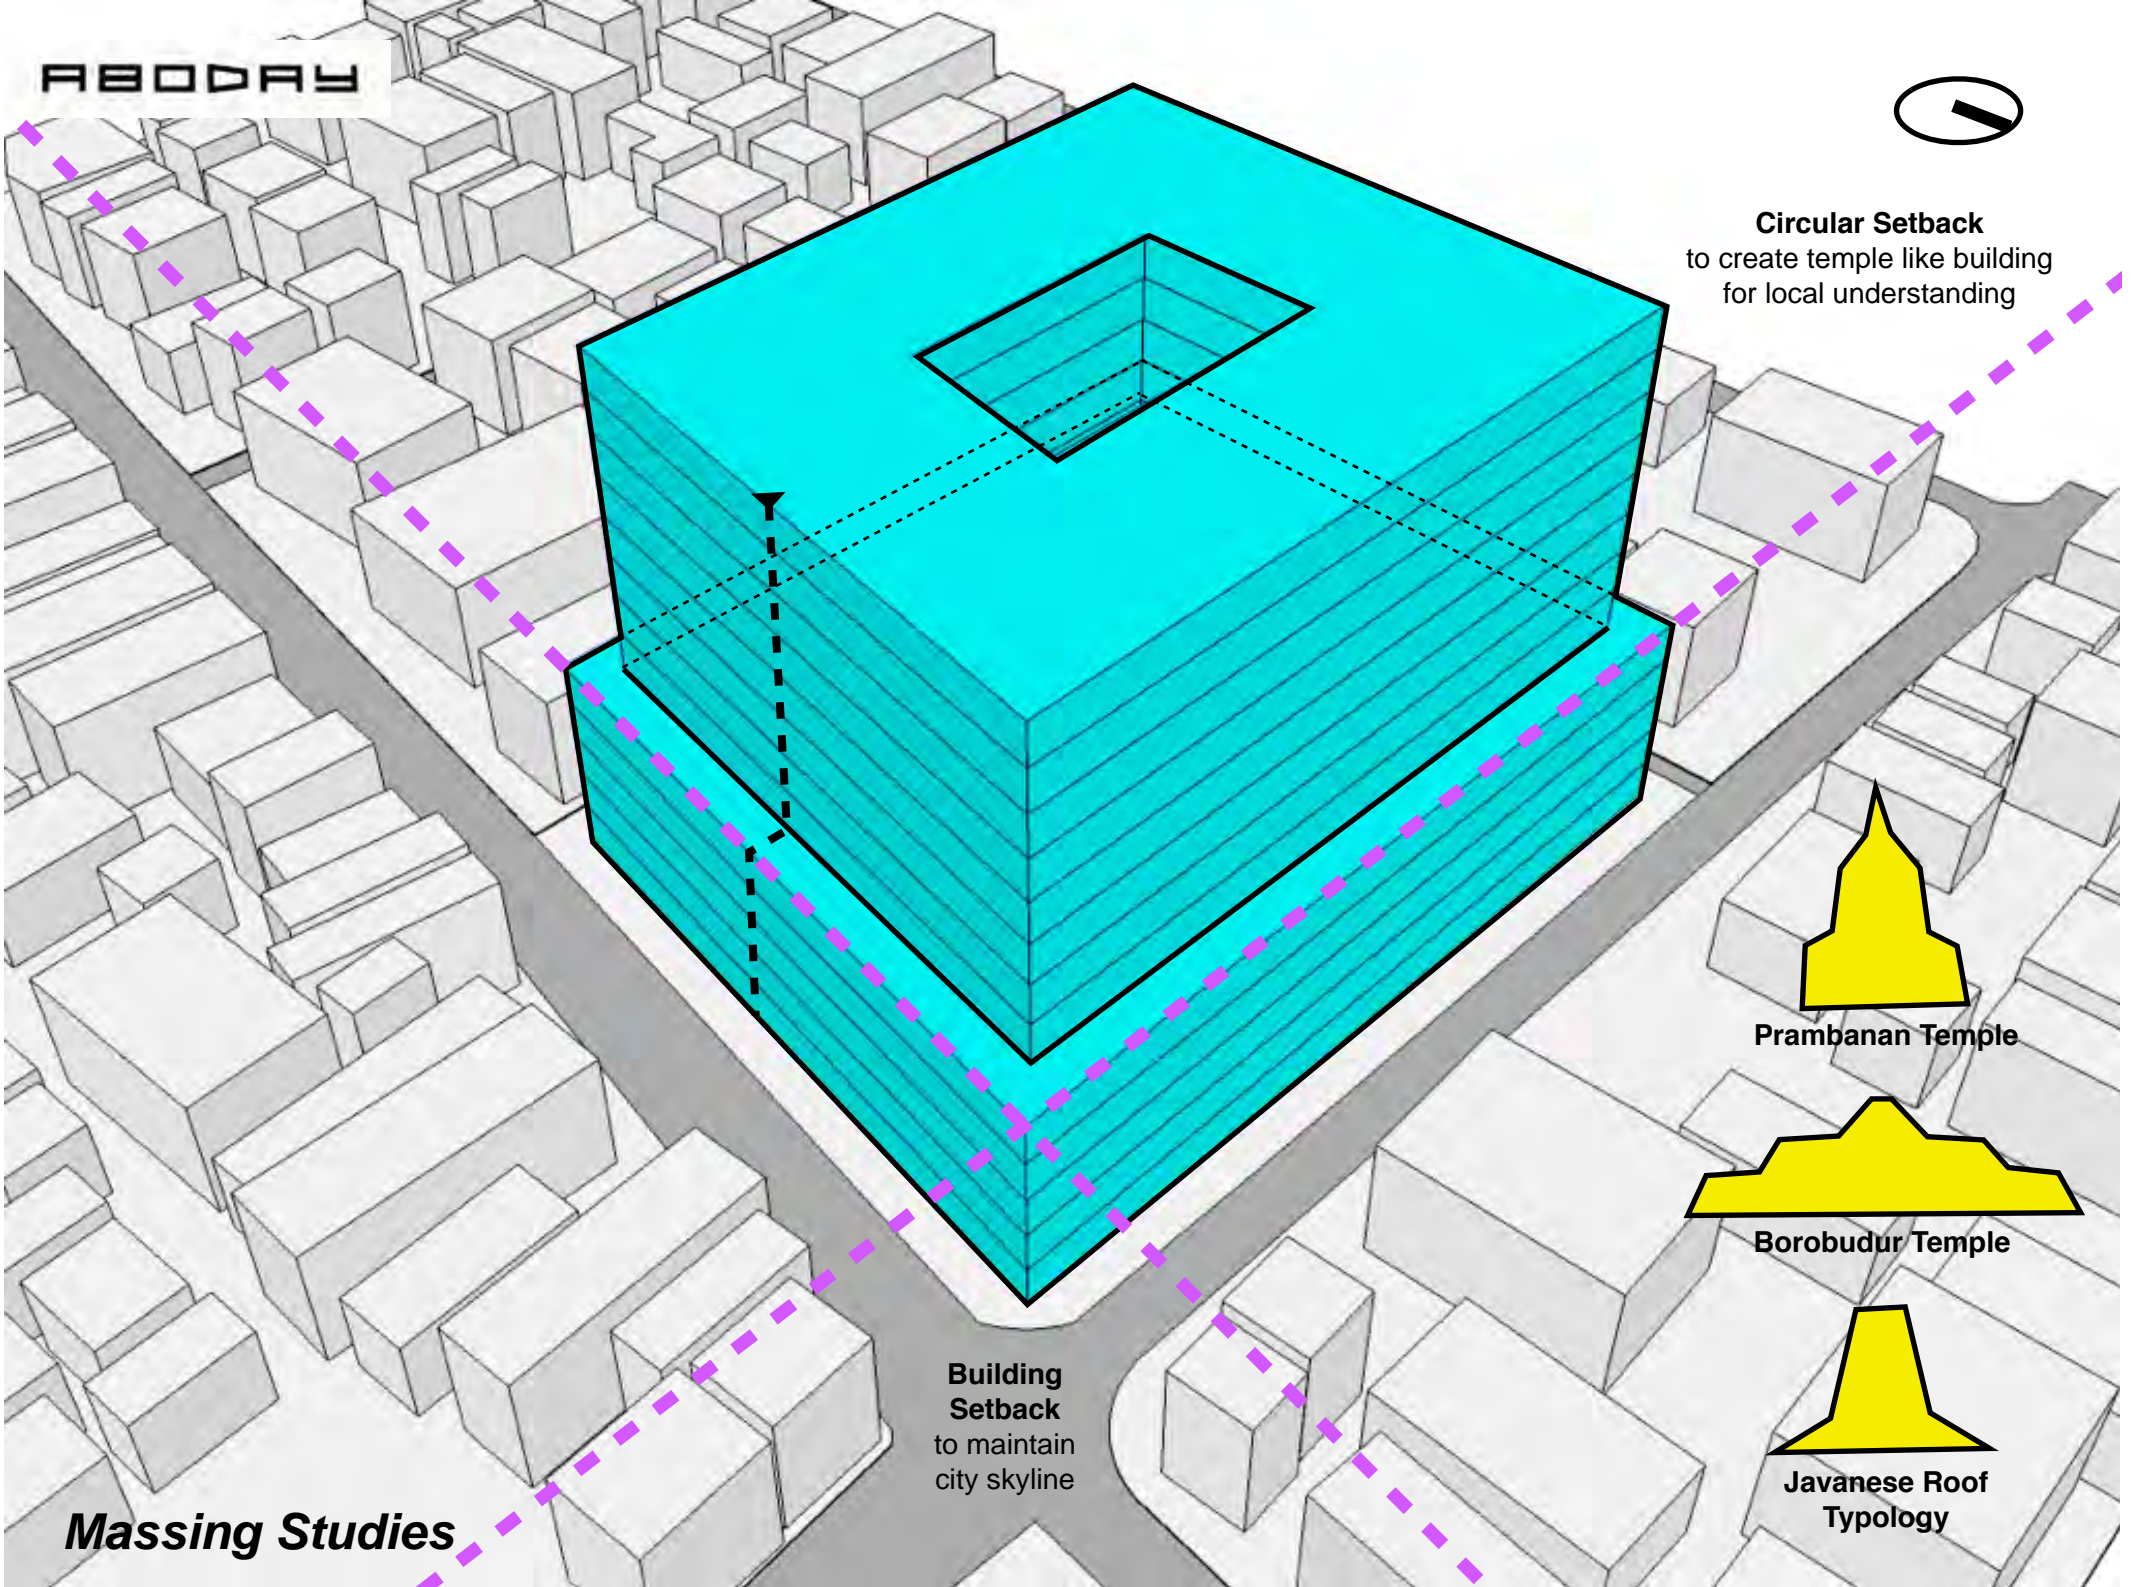 ABODAY
Circular Setback
to create temple like building
for local understanding
Prambanan Temple
Borobudur Temple
Javanese Roof
Typology
Building
Setback
to maintain
city skyline
Massing Studies